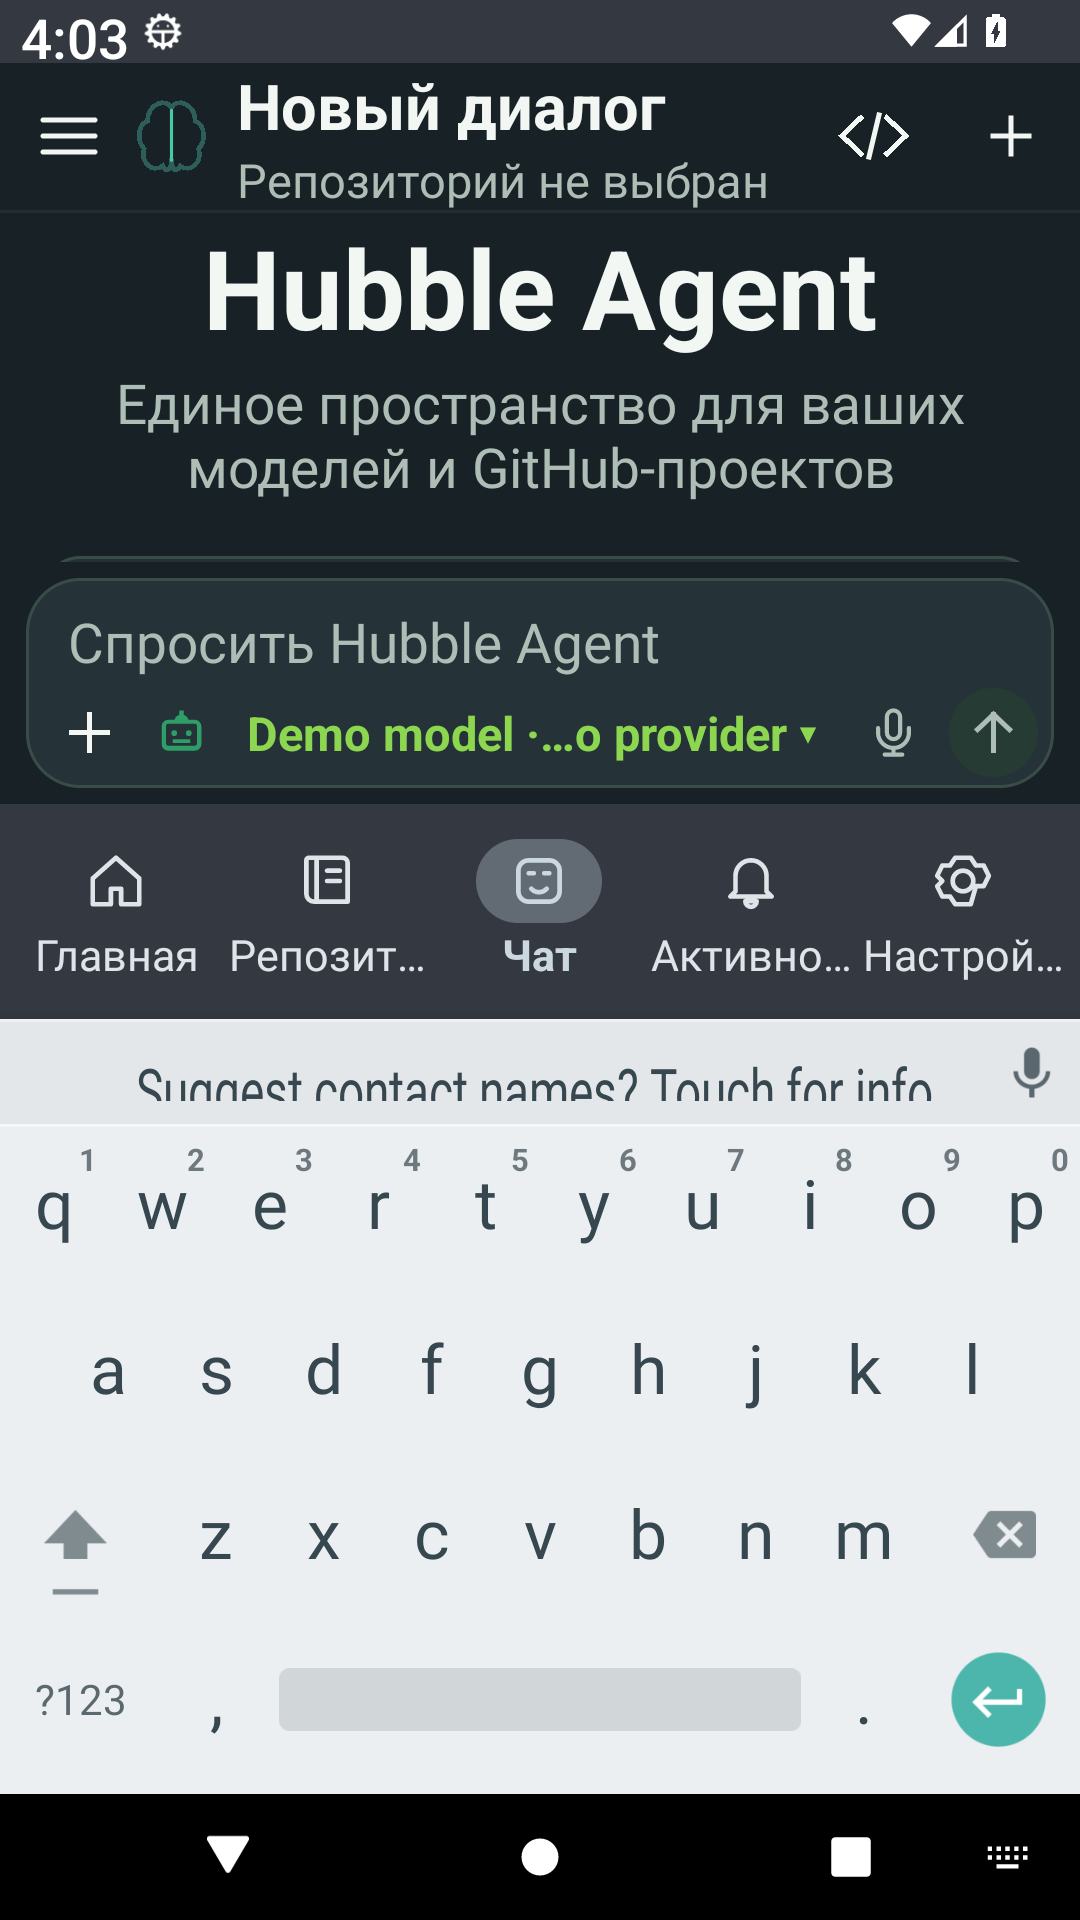 4:03
Новый диалог
Репозиторий не выбран
Hubble Agent
Единое пространство для ваших
моделей и GitHub-проектов
Спросить Hubble Agent
Demo model ·…o provider ▾
Главная Репозит… Чат Активно… Настрой…
Suggest contact names? Touch for info
1 2 3 4 5 6 7 8 9 0
q w e r t y u i o p
a s d f g h j k l
z x c v b n m
?123 , .